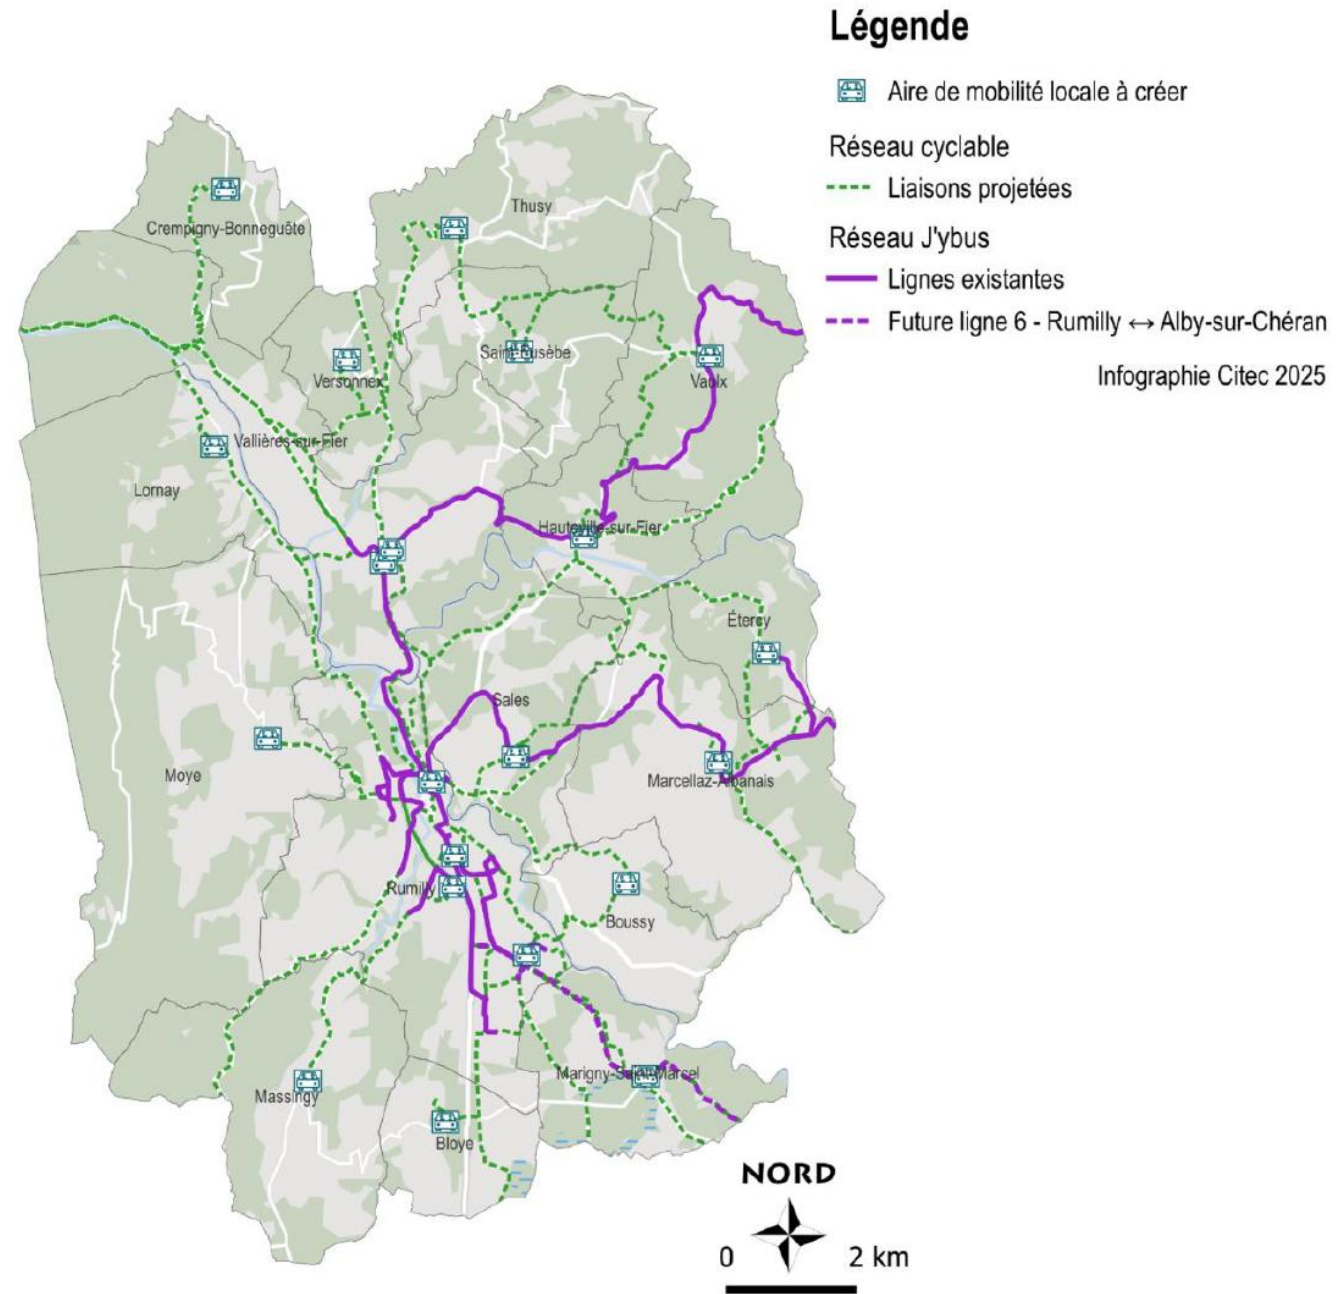 Légende
Aire de mobilité locale à créer
Réseau cyclable
Liaisons projetées
Réseau J'ybus
Lignes existantes
Future ligne 6 - Rumilly ↔ Alby-sur-Chéran
Infographie Citec 2025
Thusy
Crempigny-Bonneguête
Saint-Eusèbe
Versonnex
Vaulx
Vallières-sur-Fier
Lornay
Hauteville-sur-Fier
Étercy
Sales
Moye
Marcellaz-Albanais
Rumilly
Boussy
Marigny-Saint-Marcel
Massingy
Bloye
NORD
0 2 km